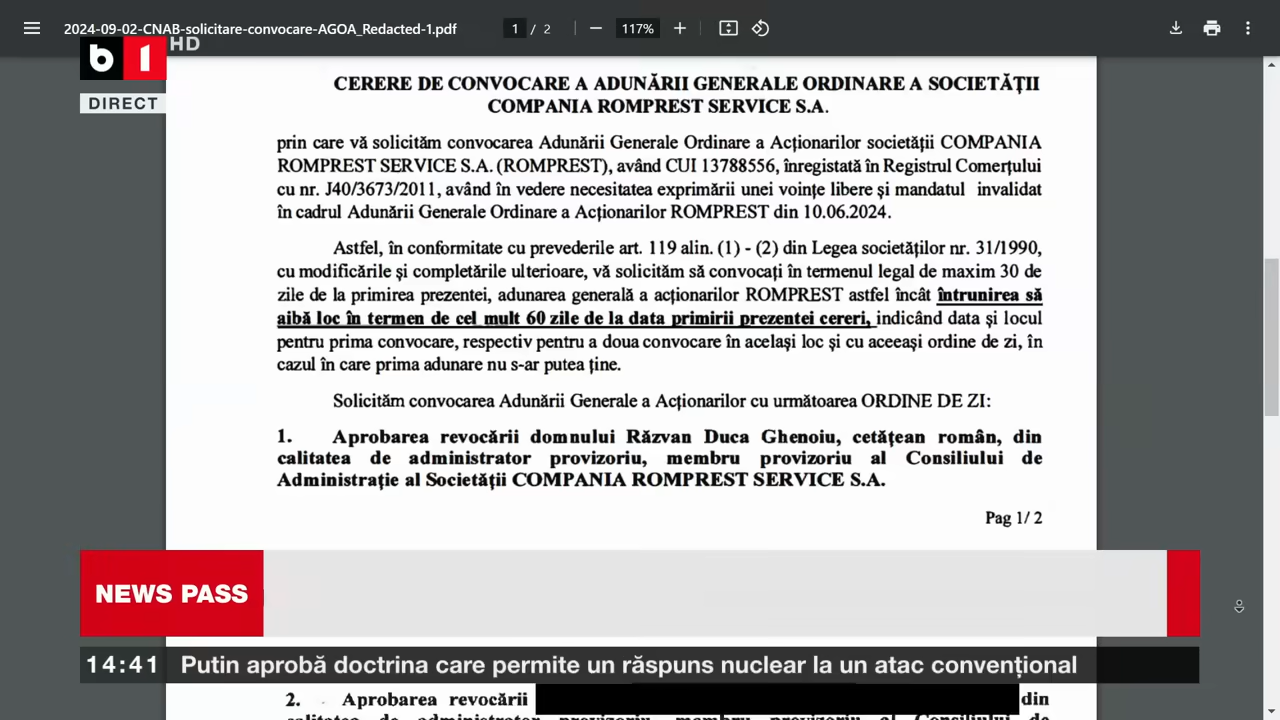 2024-09-02-CNAB-solicitare-convocare-AGOA_Redacted-1.pdf
1 / 2
117%
b1 HD
DIRECT
CERERE DE CONVOCARE A ADUNĂRII GENERALE ORDINARE A SOCIETĂȚII
COMPANIA ROMPREST SERVICE S.A.
prin care vă solicităm convocarea Adunării Generale Ordinare a Acționarilor societății COMPANIA
ROMPREST SERVICE S.A. (ROMPREST), având CUI 13788556, înregistată în Registrul Comerțului
cu nr. J40/3673/2011, având în vedere necesitatea exprimării unei voințe libere și mandatul invalidat
în cadrul Adunării Generale Ordinare a Acționarilor ROMPREST din 10.06.2024.
Astfel, în conformitate cu prevederile art. 119 alin. (1) - (2) din Legea societăților nr. 31/1990,
cu modificările și completările ulterioare, vă solicităm să convocați în termenul legal de maxim 30 de
zile de la primirea prezentei, adunarea generală a acționarilor ROMPREST astfel încât întrunirea să
aibă loc în termen de cel mult 60 zile de la data primirii prezentei cereri, indicând data și locul
pentru prima convocare, respectiv pentru a doua convocare în același loc și cu aceeași ordine de zi, în
cazul în care prima adunare nu s-ar putea ține.
Solicităm convocarea Adunării Generale a Acționarilor cu următoarea ORDINE DE ZI:
1. Aprobarea revocării domnului Răzvan Duca Ghenoiu, cetățean român, din
calitatea de administrator provizoriu, membru provizoriu al Consiliului de
Administrație al Societății COMPANIA ROMPREST SERVICE S.A.
Pag 1/ 2
NEWS PASS
14:41 Putin aprobă doctrina care permite un răspuns nuclear la un atac convențional
2. Aprobarea revocării din
calitatea de administrator provizoriu, membru provizoriu al Consiliului de